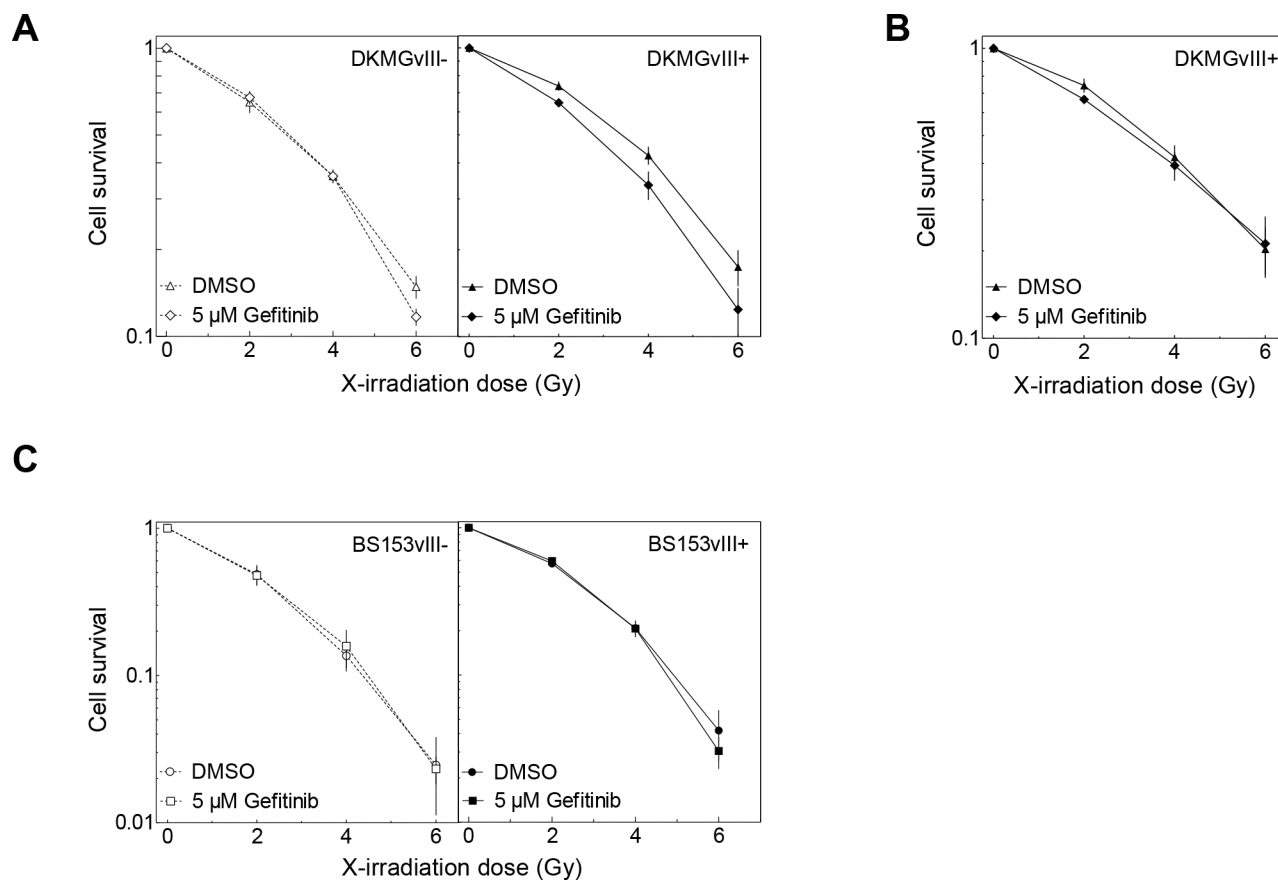 A
B
1
DKMGvIII-
DKMGvIII+
1
DKMGvIII+
Cell survival
Cell survival
DMSO
5 µM Gefitinib
DMSO
5 µM Gefitinib
DMSO
5 µM Gefitinib
0.1
0.1
0 2 4 6
0 2 4 6
0 2 4 6
X-irradiation dose (Gy)
X-irradiation dose (Gy)
C
1
BS153vIII-
BS153vIII+
Cell survival
0.1
DMSO
5 µM Gefitinib
DMSO
5 µM Gefitinib
0.01
0 2 4 6
0 2 4 6
X-irradiation dose (Gy)